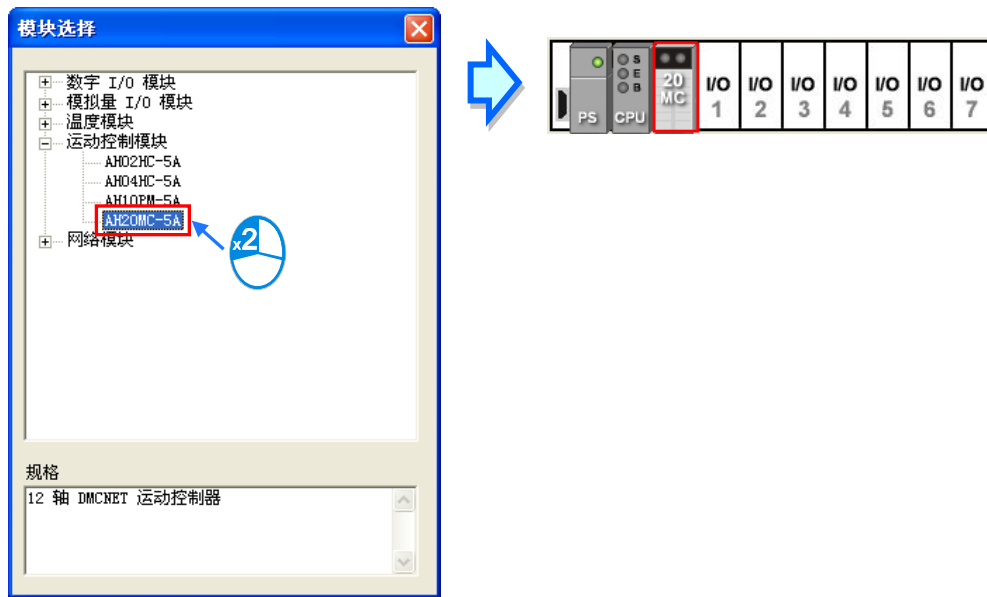 模块选择
数字 I/O 模块
模拟量 I/O 模块
温度模块
运动控制模块
AH02HC-5A
AH04HC-5A
AH10PM-5A
AH20MC-5A
网络模块
x2
规格
12 轴 DMCNET 运动控制器
PS
CPU
S
E
B
20
MC
I/O I/O I/O I/O I/O I/O I/O
1 2 3 4 5 6 7